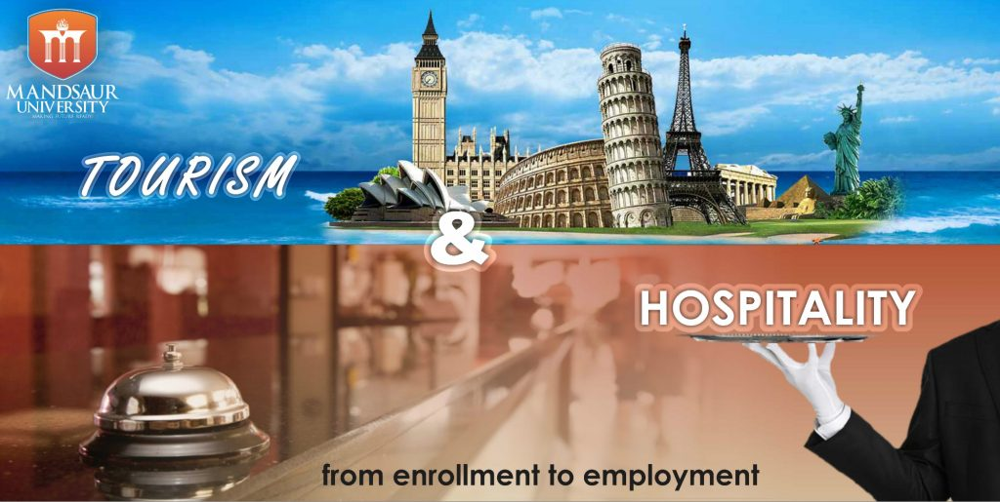 MANDSAUR
UNIVERSITY
MAKING FUTURE READY
TOURISM
&
HOSPITALITY
from enrollment to employment